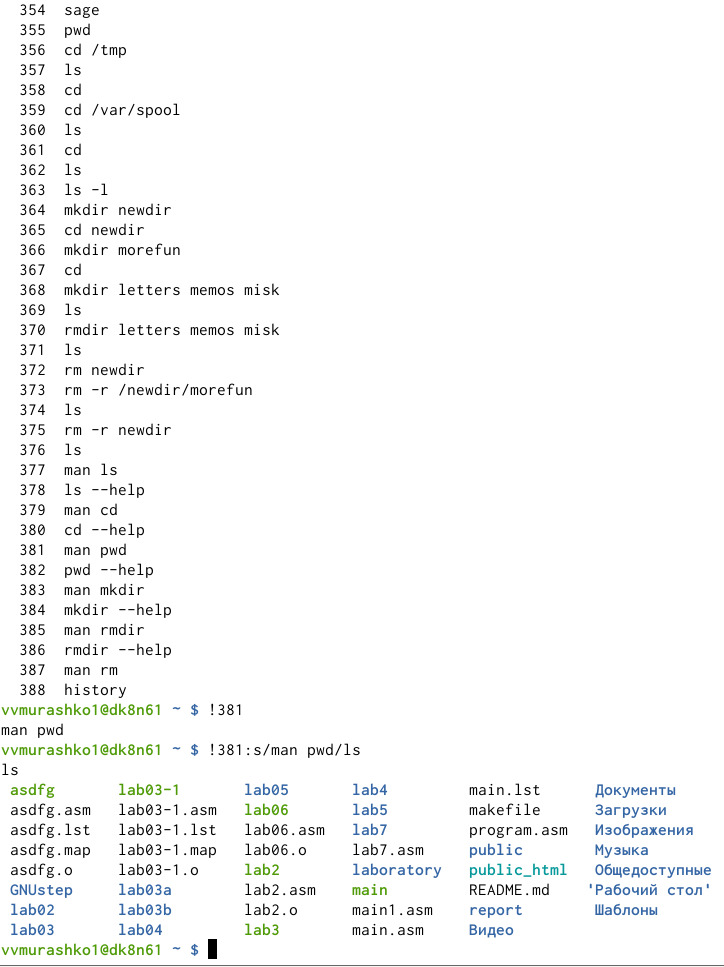 354  sage
355  pwd
356  cd /tmp
357  ls
358  cd
359  cd /var/spool
360  ls
361  cd
362  ls
363  ls -l
364  mkdir newdir
365  cd newdir
366  mkdir morefun
367  cd
368  mkdir letters memos misk
369  ls
370  rmdir letters memos misk
371  ls
372  rm newdir
373  rm -r /newdir/morefun
374  ls
375  rm -r newdir
376  ls
377  man ls
378  ls --help
379  man cd
380  cd --help
381  man pwd
382  pwd --help
383  man mkdir
384  mkdir --help
385  man rmdir
386  rmdir --help
387  man rm
388  history
vvmurashko1@dk8n61 ~ $ !381
man pwd
vvmurashko1@dk8n61 ~ $ !381:s/man pwd/ls
ls
asdfg      lab03-1      lab05      lab4        main.lst     Документы
asdfg.asm  lab03-1.asm  lab06      lab5        makefile     Загрузки
asdfg.lst  lab03-1.lst  lab06.asm  lab7        program.asm  Изображения
asdfg.map  lab03-1.map  lab06.o    lab7.asm    public       Музыка
asdfg.o    lab03-1.o    lab2       laboratory  public_html  Общедоступные
GNUstep    lab03a       lab2.asm   main        README.md    'Рабочий стол'
lab02      lab03b       lab2.o     main1.asm   report       Шаблоны
lab03      lab04        lab3       main.asm    Видео
vvmurashko1@dk8n61 ~ $